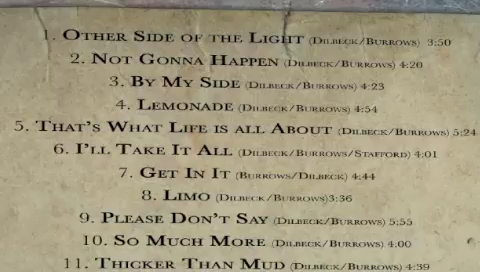 1. Other Side of the Light (Dilbeck/Burrows) 3:50
2. Not Gonna Happen (Dilbeck/Burrows) 4:20
3. By My Side (Dilbeck/Burrows) 4:23
4. Lemonade (Dilbeck/Burrows) 4:54
5. That's What Life is all About (Dilbeck/Burrows) 5:24
6. I'll Take It All (Dilbeck/Burrows/Stafford) 4:01
7. Get In It (Burrows/Dilbeck) 4:44
8. Limo (Dilbeck/Burrows)3:36
9. Please Don't Say (Dilbeck/Burrows) 5:55
10. So Much More (Dilbeck/Burrows) 4:00
11. Thicker Than Mud (Dilbeck/Burrows) 4:39